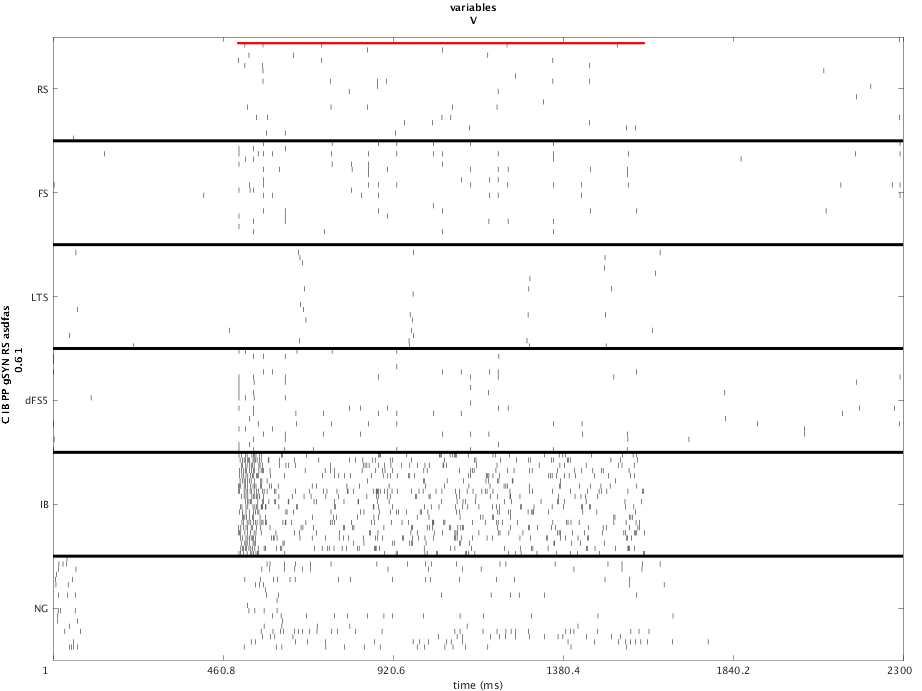 variables
V
RS
FS
LTS
dFS5
IB
NG
C IB PP gSYN RS asdfas
0.6 1
1
460.8
920.6
1380.4
1840.2
2300
time (ms)